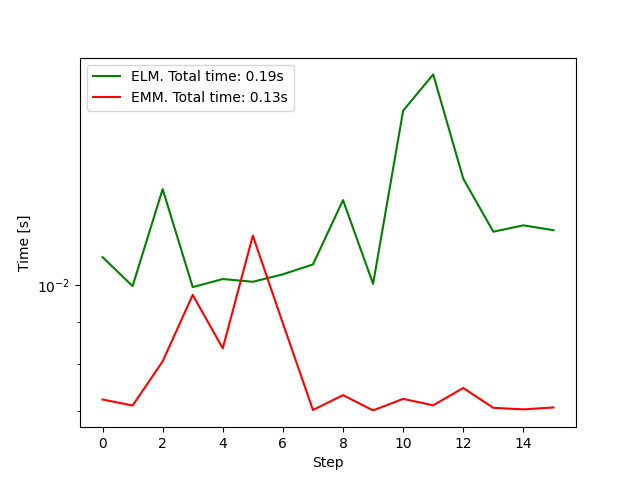 ELM. Total time: 0.19s
EMM. Total time: 0.13s
Time [s]
10⁻²
0 2 4 6 8 10 12 14
Step